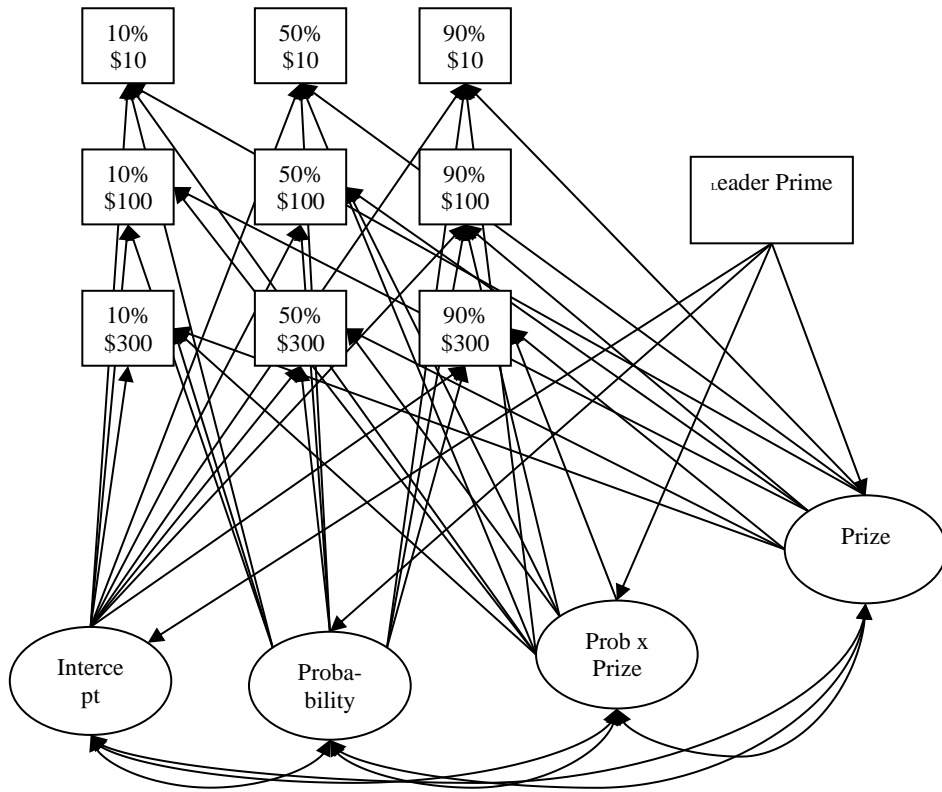 10%
$10
50%
$10
90%
$10
10%
$100
50%
$100
90%
$100
Leader Prime
10%
$300
50%
$300
90%
$300
Prize
Prob x
Prize
Interce
pt
Proba-
bility